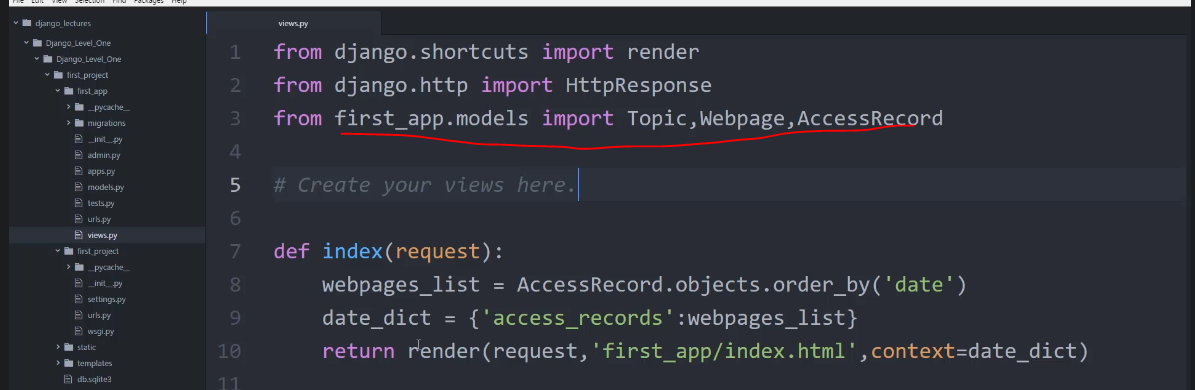 File Edit View Selection Find Packages Help
django_lectures
Django_Level_One
Django_Level_One
first_project
first_app
__pycache__
migrations
__init__.py
admin.py
apps.py
models.py
tests.py
urls.py
views.py
first_project
__pycache__
__init__.py
settings.py
urls.py
wsgi.py
static
templates
db.sqlite3
views.py
1 from django.shortcuts import render
2 from django.http import HttpResponse
3 from first_app.models import Topic,Webpage,AccessRecord
4
5 # Create your views here.
6
7 def index(request):
8 webpages_list = AccessRecord.objects.order_by('date')
9 date_dict = {'access_records':webpages_list}
10 return render(request,'first_app/index.html',context=date_dict)
11